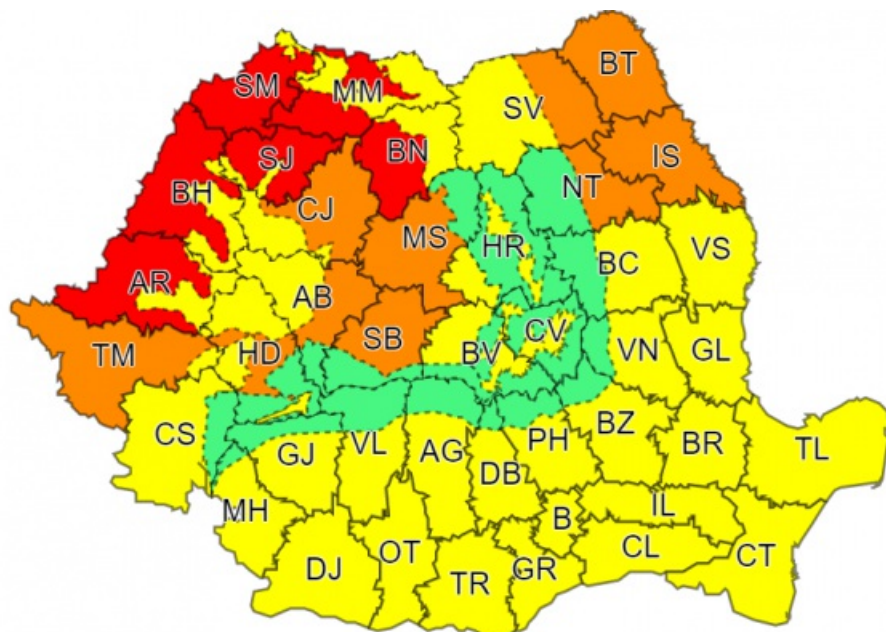 BT
SM
MM
SV
SJ
BN
IS
BH
CJ
NT
MS
HR
BC
VS
AR
AB
CV
TM
HD
SB
BV
VN
GL
CS
GJ
VL
AG
DB
PH
BZ
BR
TL
MH
B
IL
DJ
OT
TR
GR
CL
CT